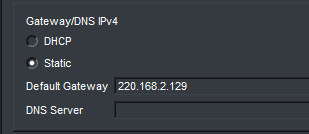 Gateway/DNS IPv4
DHCP
Static
Default Gateway 220.168.2.129
DNS Server